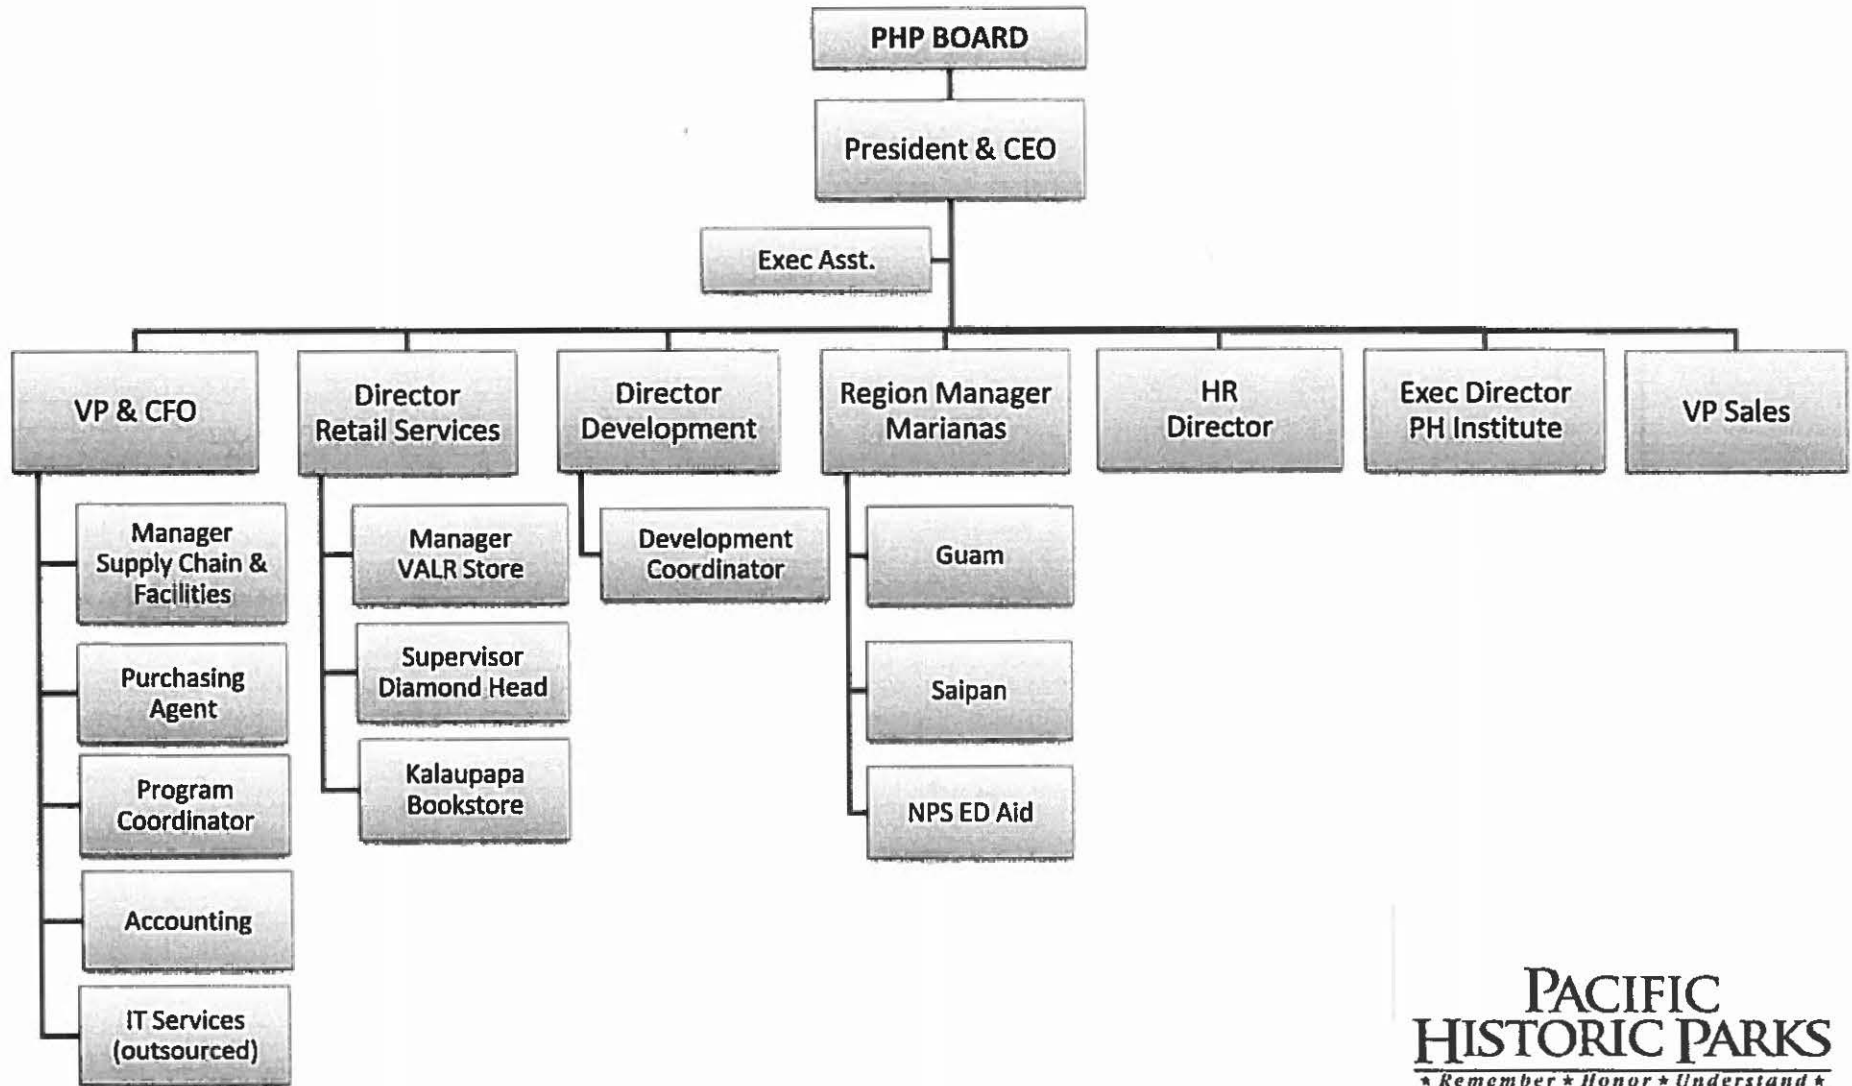 PHP BOARD
President & CEO
Exec Asst.
VP & CFO
Director
Retail Services
Director
Development
Region Manager
Marianas
HR
Director
Exec Director
PH Institute
VP Sales
Manager
Supply Chain &
Facilities
Purchasing
Agent
Program
Coordinator
Accounting
IT Services
(outsourced)
Manager
VALR Store
Supervisor
Diamond Head
Kalaupapa
Bookstore
Development
Coordinator
Guam
Saipan
NPS ED Aid
PACIFIC
HISTORIC PARKS
* Remember * Honor * Understand *